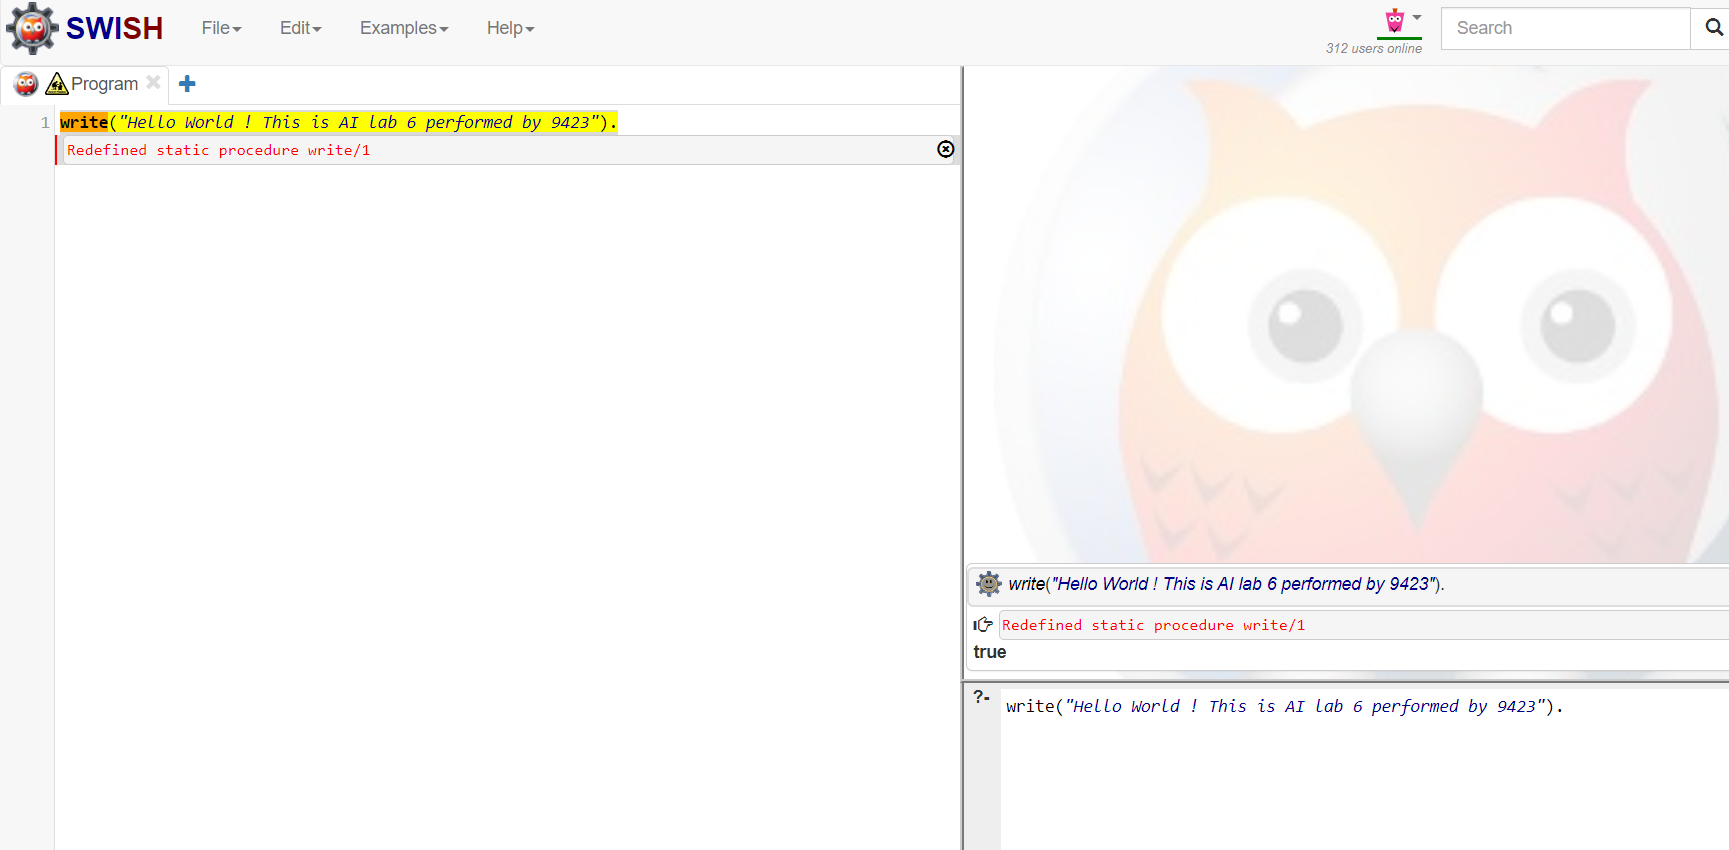 SWISH File Edit Examples Help
312 users online
Search
Program
1 write("Hello World ! This is AI lab 6 performed by 9423").
Redefined static procedure write/1
write("Hello World ! This is AI lab 6 performed by 9423").
Redefined static procedure write/1
true
?- write("Hello World ! This is AI lab 6 performed by 9423").